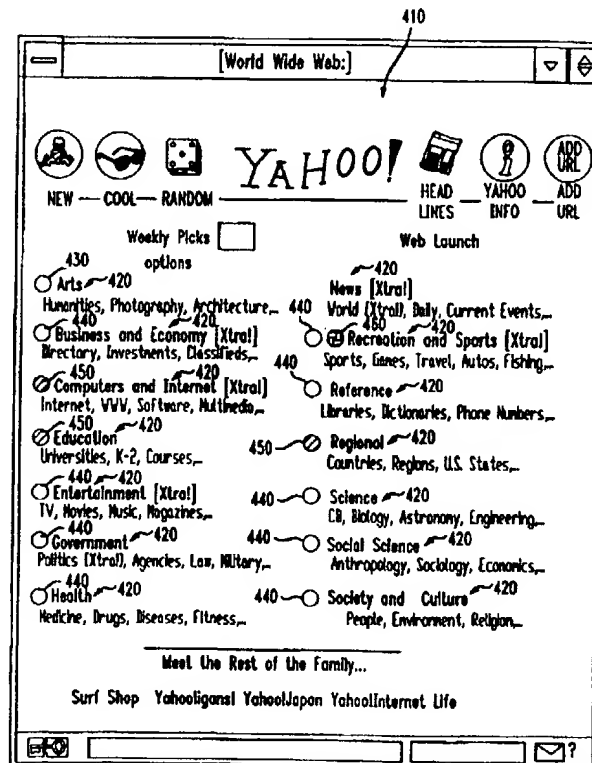 410
[World Wide Web:]
YAHOO!
ADD URL
NEW COOL RANDOM HEAD LINES YAHOO INFO ADD URL
Weekly Picks Web Launch
options
430
Arts 420
Humanities, Photography, Architecture,...
440 420
Business and Economy [Xtra!]
Directory, Investments, Classifieds,...
450 420
Computers and Internet [Xtra!]
Internet, WWW, Software, Multimedia,...
450 420
Education
Universities, K-2, Courses,...
440 420
Entertainment [Xtra!]
TV, Movies, Music, Magazines,...
440
Government 420
Politics [Xtra!], Agencies, Law, Military,...
440
Health 420
Medicine, Drugs, Diseases, Fitness,...
420
News [Xtra!]
440 World [Xtra!], Daily, Current Events,...
460 420
Recreation and Sports [Xtra!]
440 Sports, Games, Travel, Autos, Fishing,...
Reference 420
Libraries, Dictionaries, Phone Numbers,...
450 Regional 420
Countries, Regions, U.S. States,...
440 Science 420
CB, Biology, Astronomy, Engineering,...
440 Social Science 420
Anthropology, Sociology, Economics,...
440 Society and Culture 420
People, Environment, Religion,...
Meet the Rest of the Family...
Surf Shop Yahooligans! Yahoo!Japan Yahoo!Internet Life
?